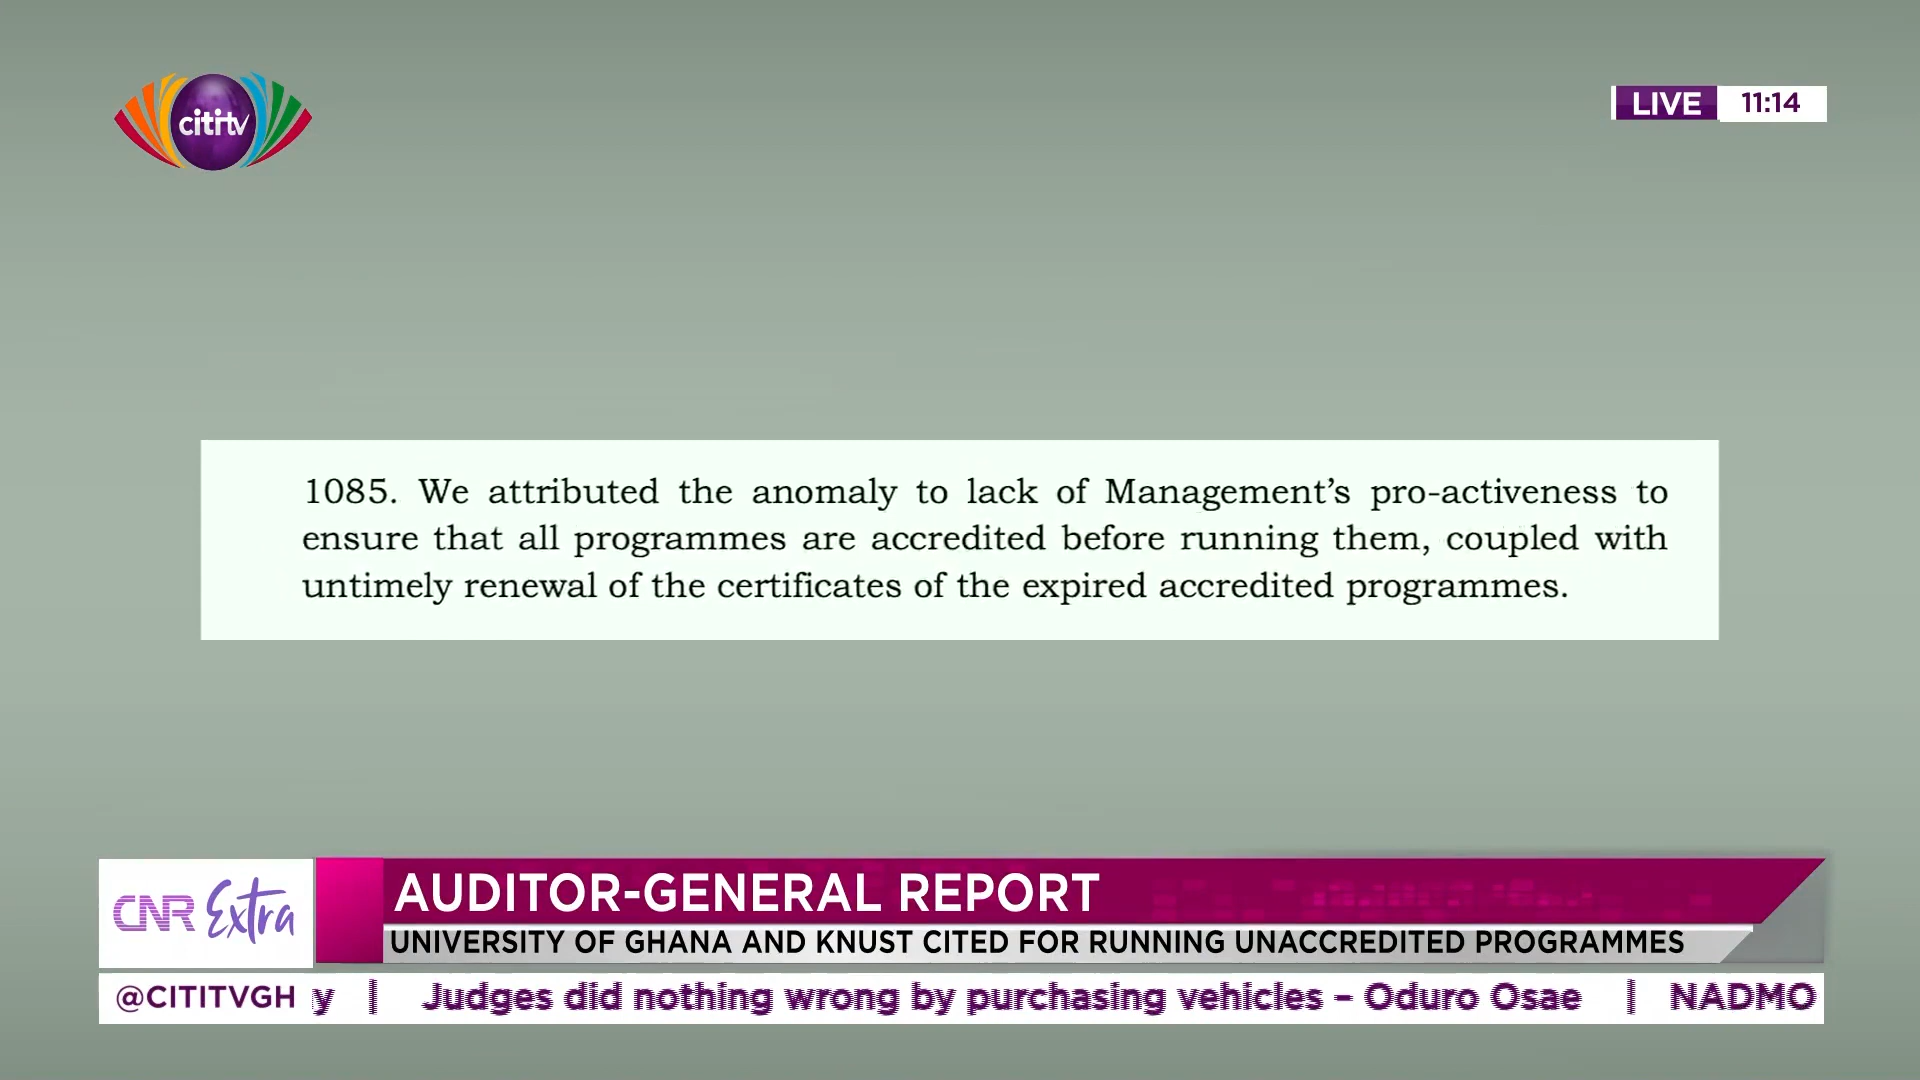 cititv
LIVE 11:14
1085. We attributed the anomaly to lack of Management's pro-activeness to
ensure that all programmes are accredited before running them, coupled with
untimely renewal of the certificates of the expired accredited programmes.
CNR Extra
AUDITOR-GENERAL REPORT
UNIVERSITY OF GHANA AND KNUST CITED FOR RUNNING UNACCREDITED PROGRAMMES
@CITITVGH y | Judges did nothing wrong by purchasing vehicles – Oduro Osae | NADMO